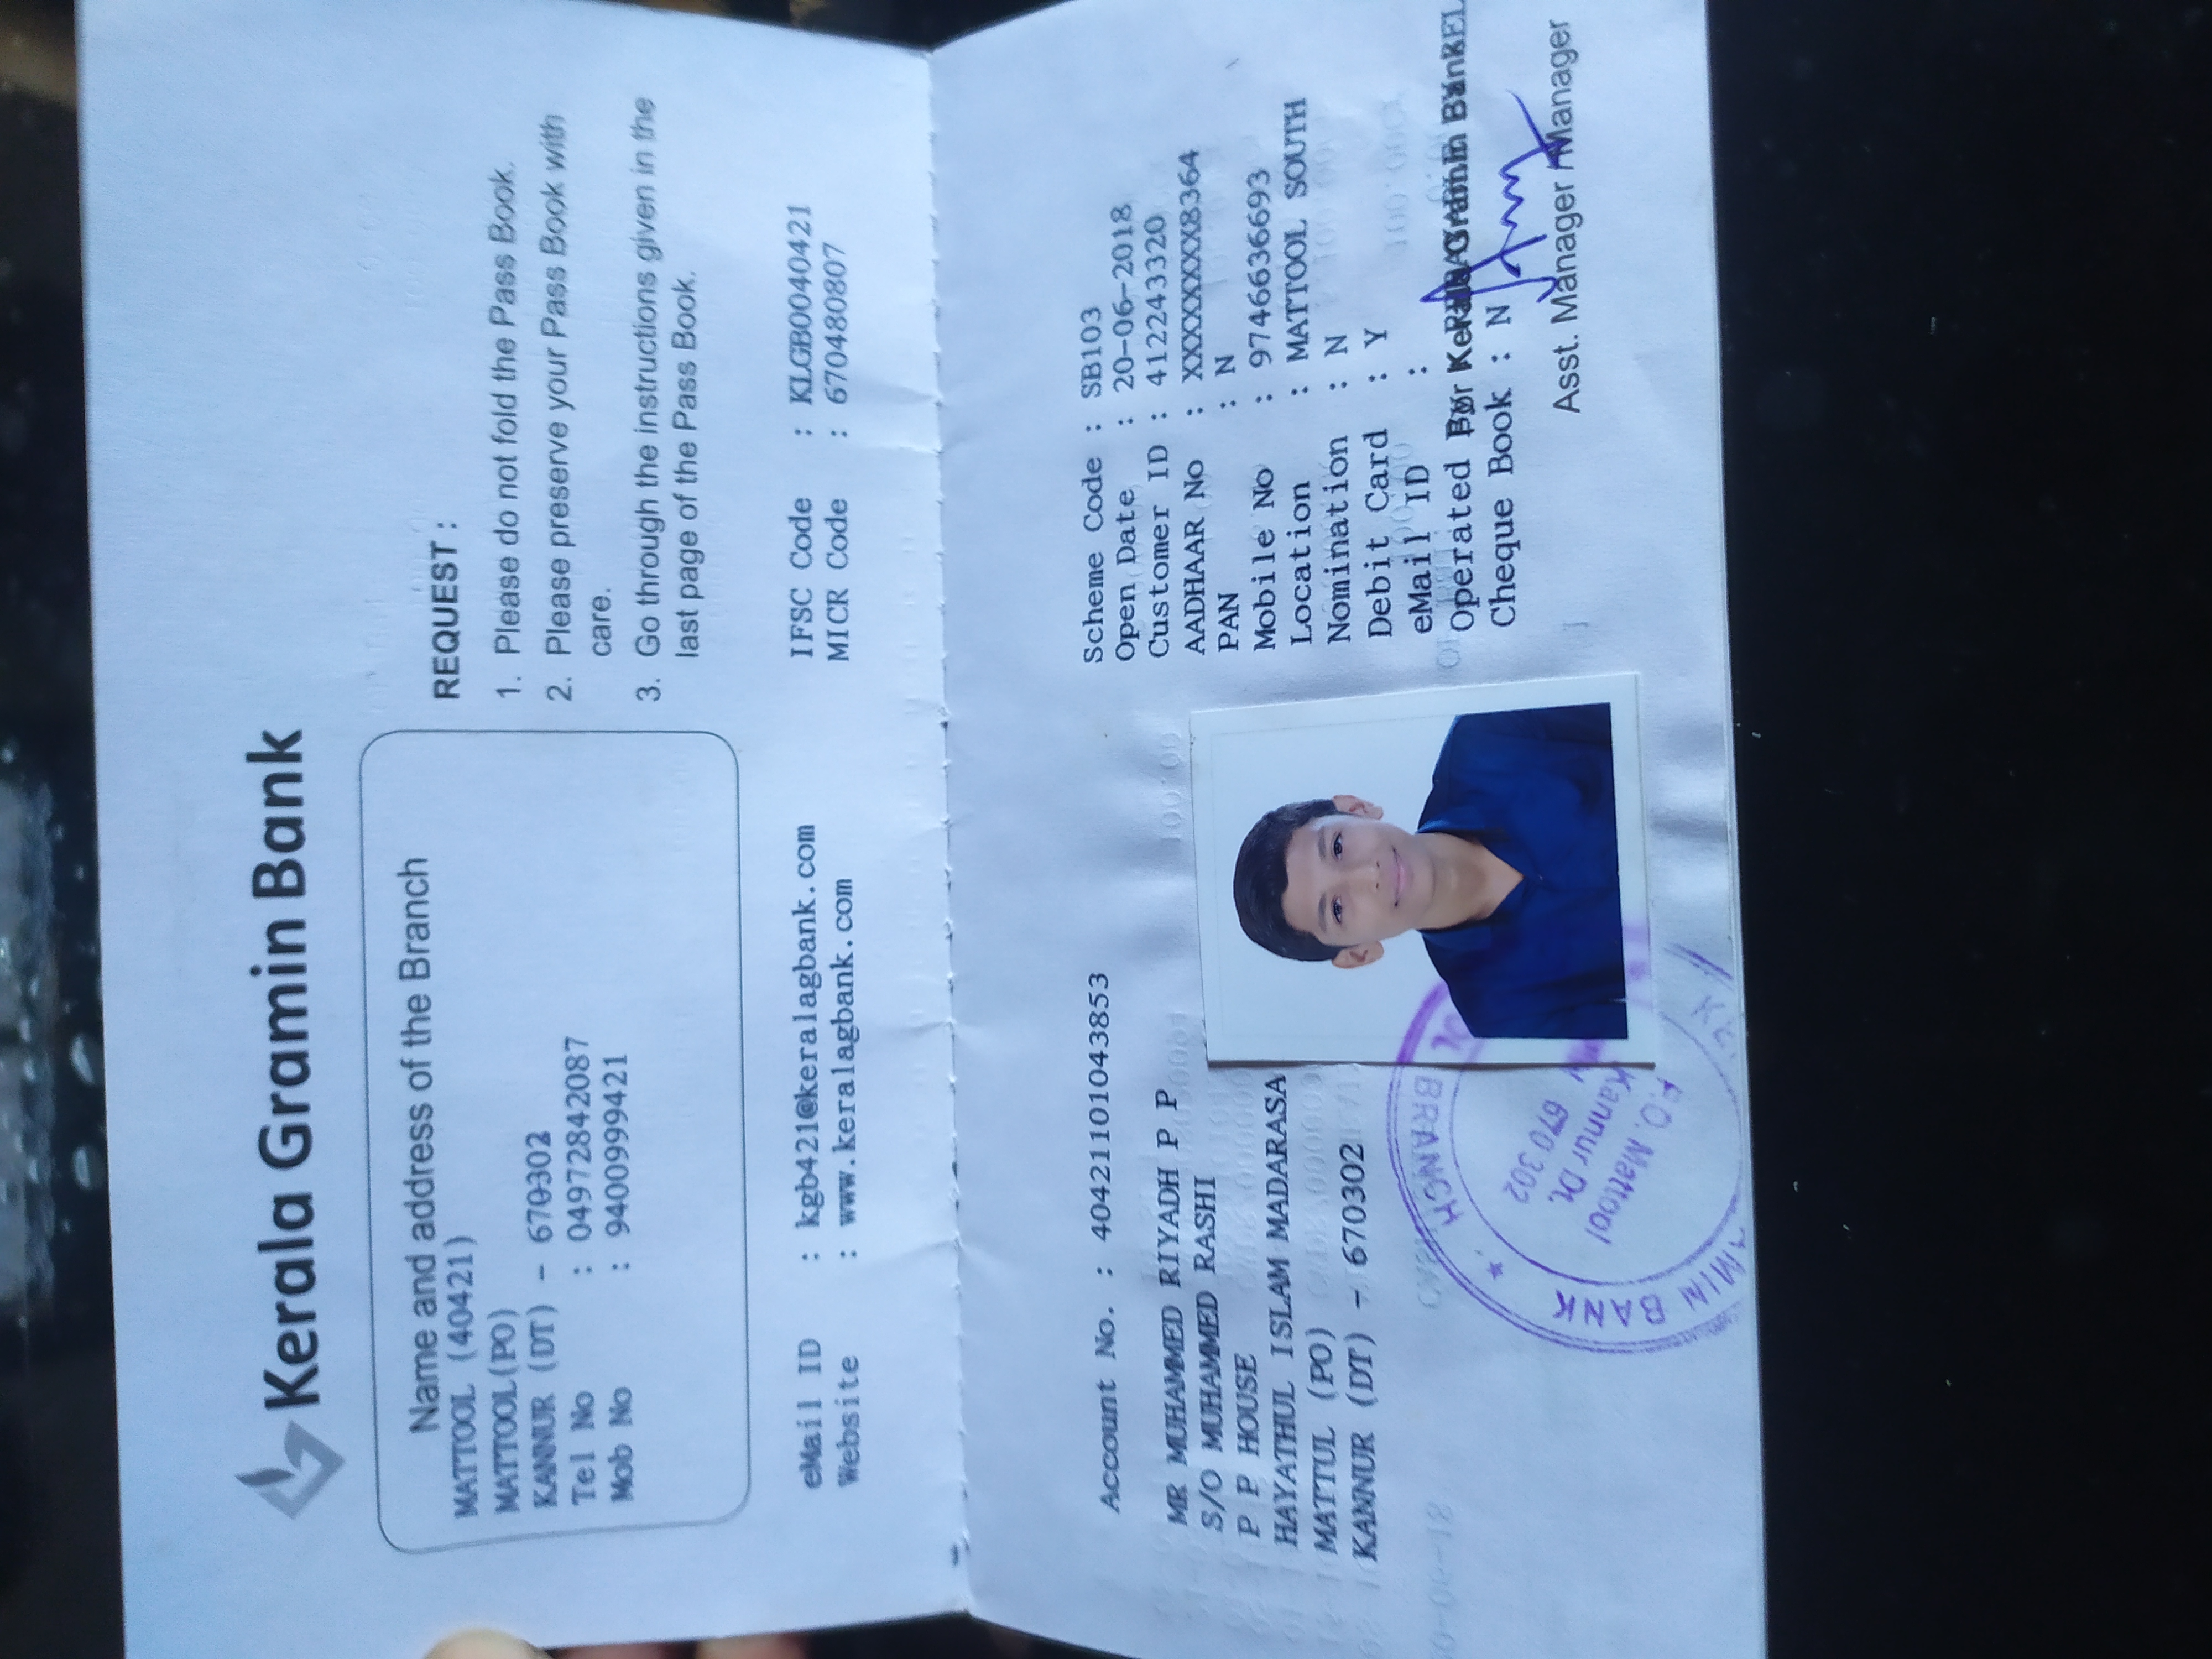 Kerala Gramin Bank
Name and address of the Branch
MATTOOL (40421)
MATTOOL(PO)
KANNUR (DT) - 670302
Tel No : 04972842087
Mob No : 9400999421
REQUEST :
1. Please do not fold the Pass Book.
2. Please preserve your Pass Book with
care.
3. Go through the instructions given in the
last page of the Pass Book.
eMail ID : kgb421@keralagbank.com
Website : www.keralagbank.com
IFSC Code : KLGB0040421
MICR Code : 670480807
Account No. : 40421101043853
MR MUHAMMED RIYADH P P
S/O MUHAMMED RASHI
P P HOUSE
HAYATHUL ISLAM MADARASA
MATTUL (PO)
KANNUR (DT) - 670302
Scheme Code : SB103
Open Date : 20-06-2018
Customer ID : 412243320
AADHAAR No : XXXXXXXX8364
PAN : N
Mobile No : 9746636693
Location : MATTOOL SOUTH
Nomination : N
Debit Card : Y
eMail ID :
Operated
For Kerala Gramin Bank
Cheque Book : N
Asst. Manager / Manager
BRANCH
BANK
P.O. Mattool
Kannur Dt.
670 302